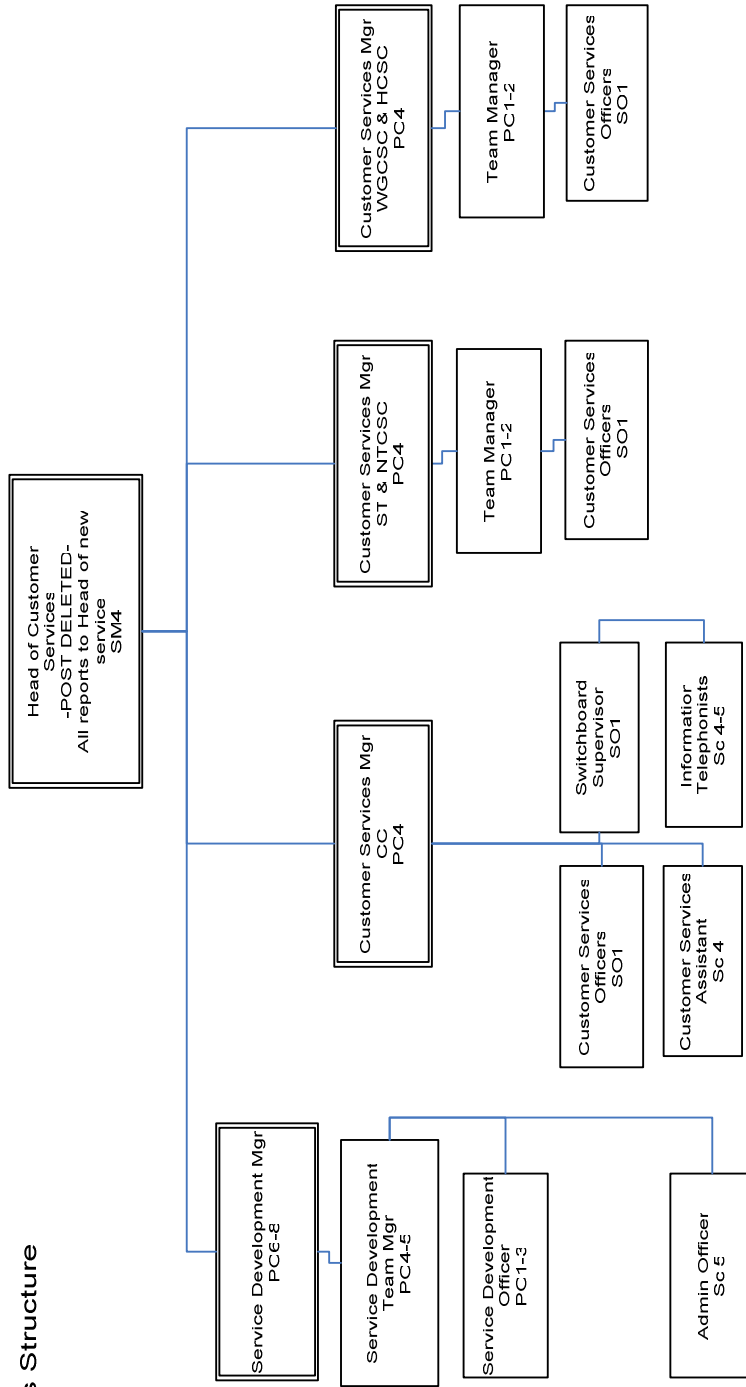 s Structure
Head of Customer
Services
-POST DELETED-
All reports to Head of new
service
SM4
Service Development Mgr
PC6-8
Service Development
Team Mgr
PC4-5
Service Development
Officer
PC1-3
Admin Officer
Sc 5
Customer Services Mgr
CC
PC4
Customer Services
Officers
SO1
Customer Services
Assistant
Sc 4
Switchboard
Supervisor
SO1
Information
Telephonists
Sc 4-5
Customer Services Mgr
ST & NTCSC
PC4
Team Manager
PC1-2
Customer Services
Officers
SO1
Customer Services Mgr
WGCSC & HCSC
PC4
Team Manager
PC1-2
Customer Services
Officers
SO1